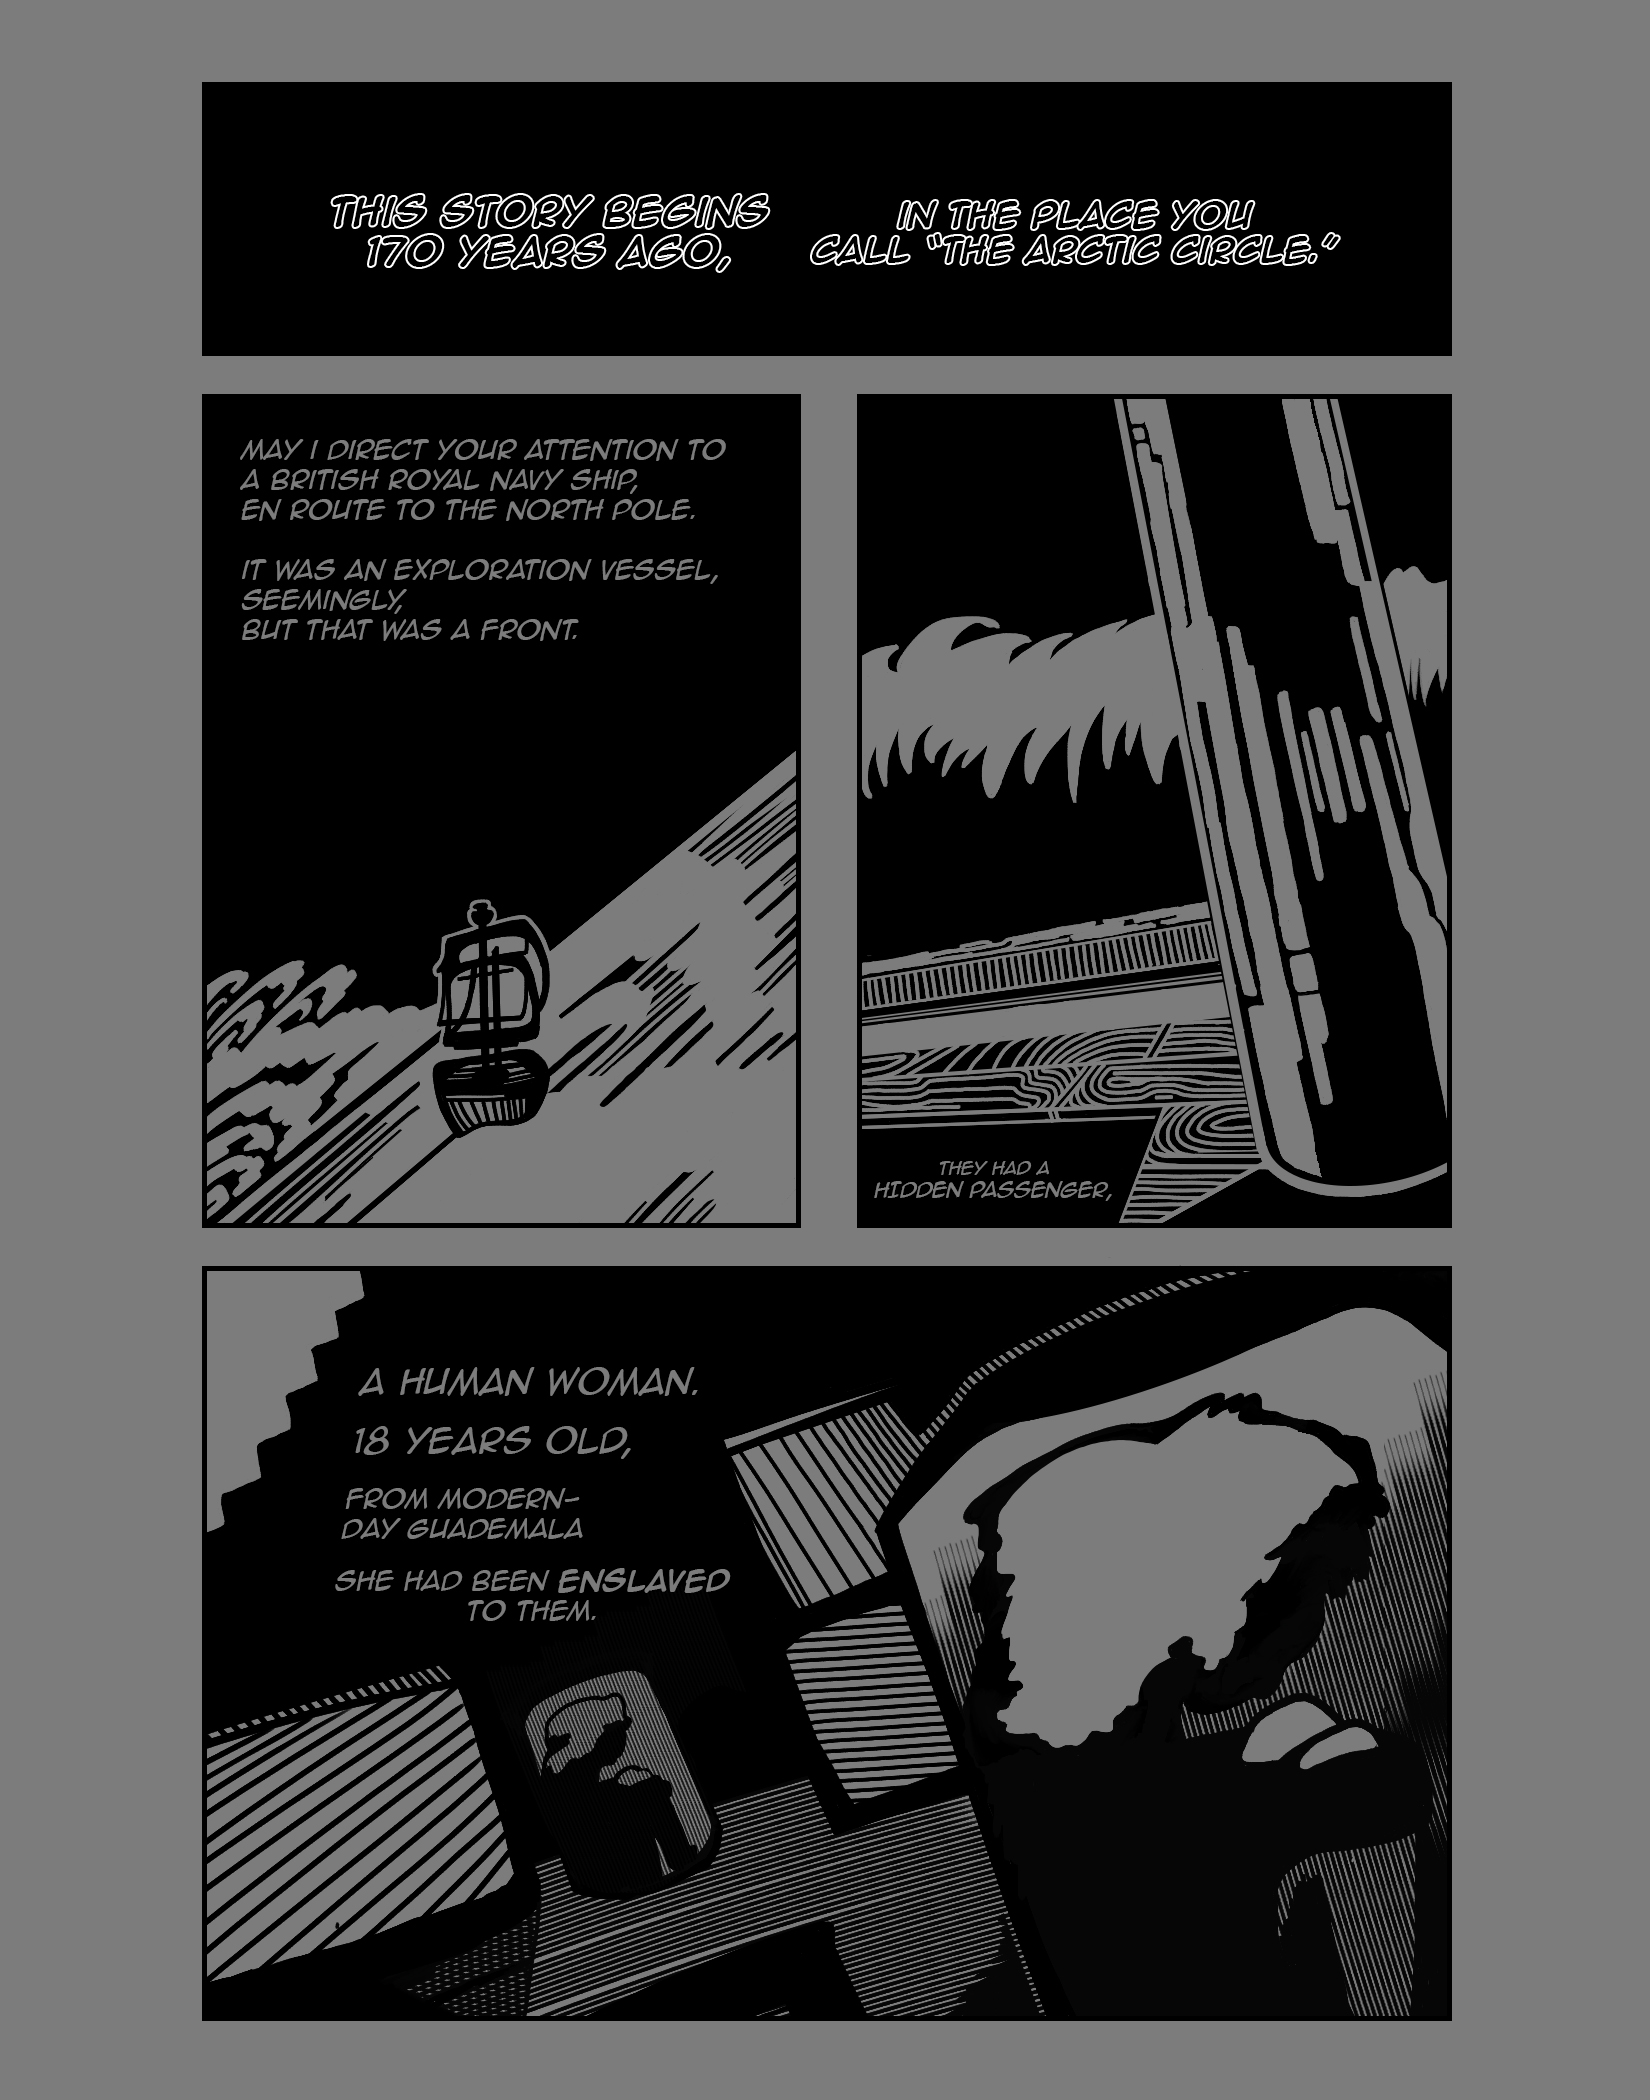 THIS STORY BEGINS
170 YEARS AGO,
IN THE PLACE YOU
CALL “THE ARCTIC CIRCLE.”
MAY I DIRECT YOUR ATTENTION TO
A BRITISH ROYAL NAVY SHIP,
EN ROUTE TO THE NORTH POLE.
IT WAS AN EXPLORATION VESSEL,
SEEMINGLY,
BUT THAT WAS A FRONT.
THEY HAD A
HIDDEN PASSENGER,
A HUMAN WOMAN.
18 YEARS OLD,
FROM MODERN-
DAY GUADEMALA
SHE HAD BEEN ENSLAVED
TO THEM.